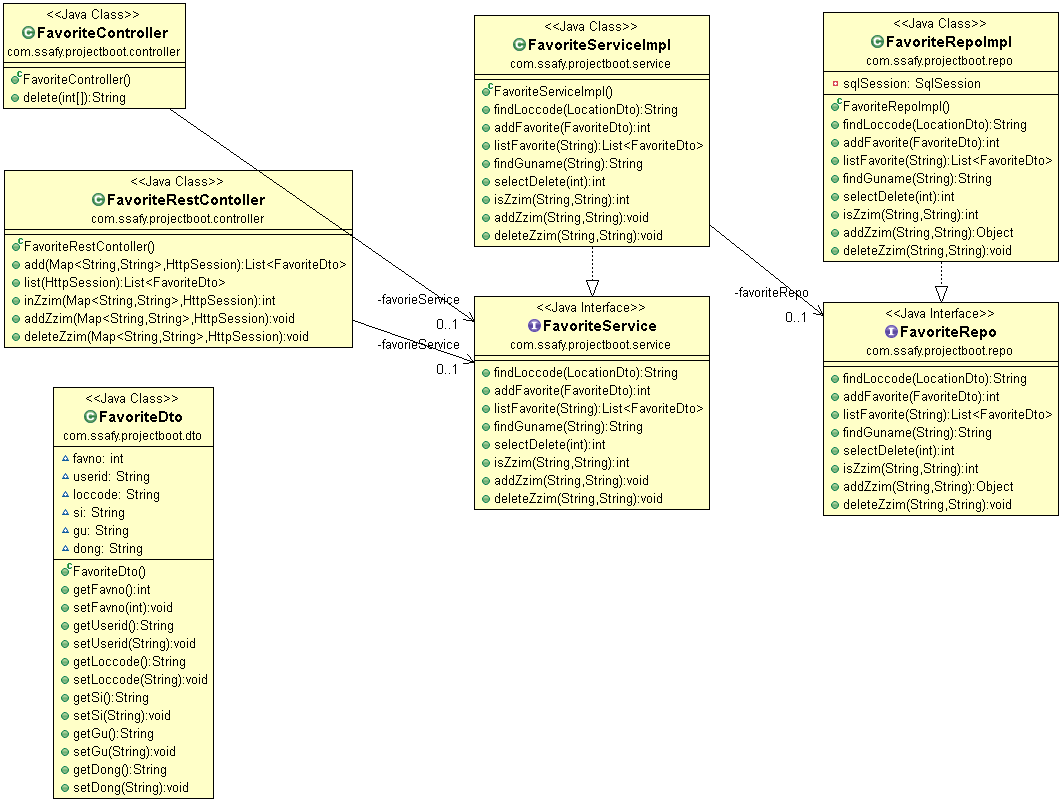 <<Java Class>>
FavoriteController
com.ssafy.projectboot.controller
FavoriteController()
delete(int[]):String
<<Java Class>>
FavoriteRestContoller
com.ssafy.projectboot.controller
FavoriteRestContoller()
add(Map<String,String>,HttpSession):List<FavoriteDto>
list(HttpSession):List<FavoriteDto>
inZzim(Map<String,String>,HttpSession):int
addZzim(Map<String,String>,HttpSession):void
deleteZzim(Map<String,String>,HttpSession):void
<<Java Class>>
FavoriteDto
com.ssafy.projectboot.dto
favno: int
userid: String
loccode: String
si: String
gu: String
dong: String
FavoriteDto()
getFavno():int
setFavno(int):void
getUserid():String
setUserid(String):void
getLoccode():String
setLoccode(String):void
getSi():String
setSi(String):void
getGu():String
setGu(String):void
getDong():String
setDong(String):void
-favorieService
0..1
-favorieService
0..1
<<Java Class>>
FavoriteServiceImpl
com.ssafy.projectboot.service
FavoriteServiceImpl()
findLoccode(LocationDto):String
addFavorite(FavoriteDto):int
listFavorite(String):List<FavoriteDto>
findGuname(String):String
selectDelete(int):int
isZzim(String,String):int
addZzim(String,String):void
deleteZzim(String,String):void
<<Java Interface>>
FavoriteService
com.ssafy.projectboot.service
findLoccode(LocationDto):String
addFavorite(FavoriteDto):int
listFavorite(String):List<FavoriteDto>
findGuname(String):String
selectDelete(int):int
isZzim(String,String):int
addZzim(String,String):void
deleteZzim(String,String):void
-favoriteRepo
0..1
<<Java Class>>
FavoriteRepoImpl
com.ssafy.projectboot.repo
sqlSession: SqlSession
FavoriteRepoImpl()
findLoccode(LocationDto):String
addFavorite(FavoriteDto):int
listFavorite(String):List<FavoriteDto>
findGuname(String):String
selectDelete(int):int
isZzim(String,String):int
addZzim(String,String):Object
deleteZzim(String,String):void
<<Java Interface>>
FavoriteRepo
com.ssafy.projectboot.repo
findLoccode(LocationDto):String
addFavorite(FavoriteDto):int
listFavorite(String):List<FavoriteDto>
findGuname(String):String
selectDelete(int):int
isZzim(String,String):int
addZzim(String,String):Object
deleteZzim(String,String):void